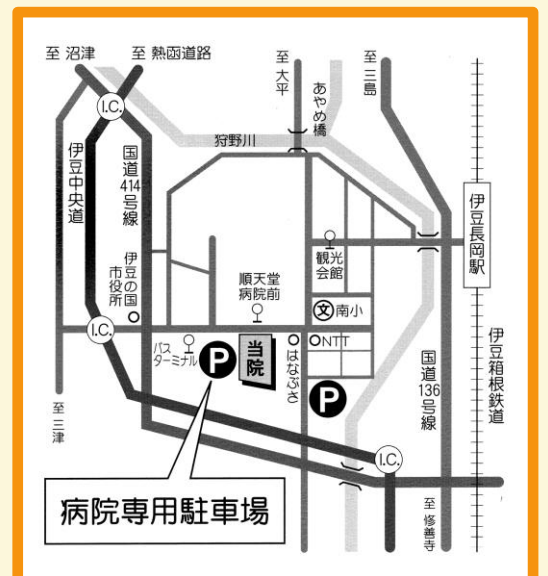 至 沼津
至 熱函道路
至 大平
至 三島
あやめ橋
I.C.
狩野川
伊豆中央道
国道414号線
伊豆長岡駅
観光
会館
順天堂
病院前
伊豆の国
市役所
文
南小
I.C.
バス
ターミナル
P
当院
はなぶさ
NTT
P
国道136号線
伊豆箱根鉄道
至 三津
I.C.
至 修善寺
病院専用駐車場